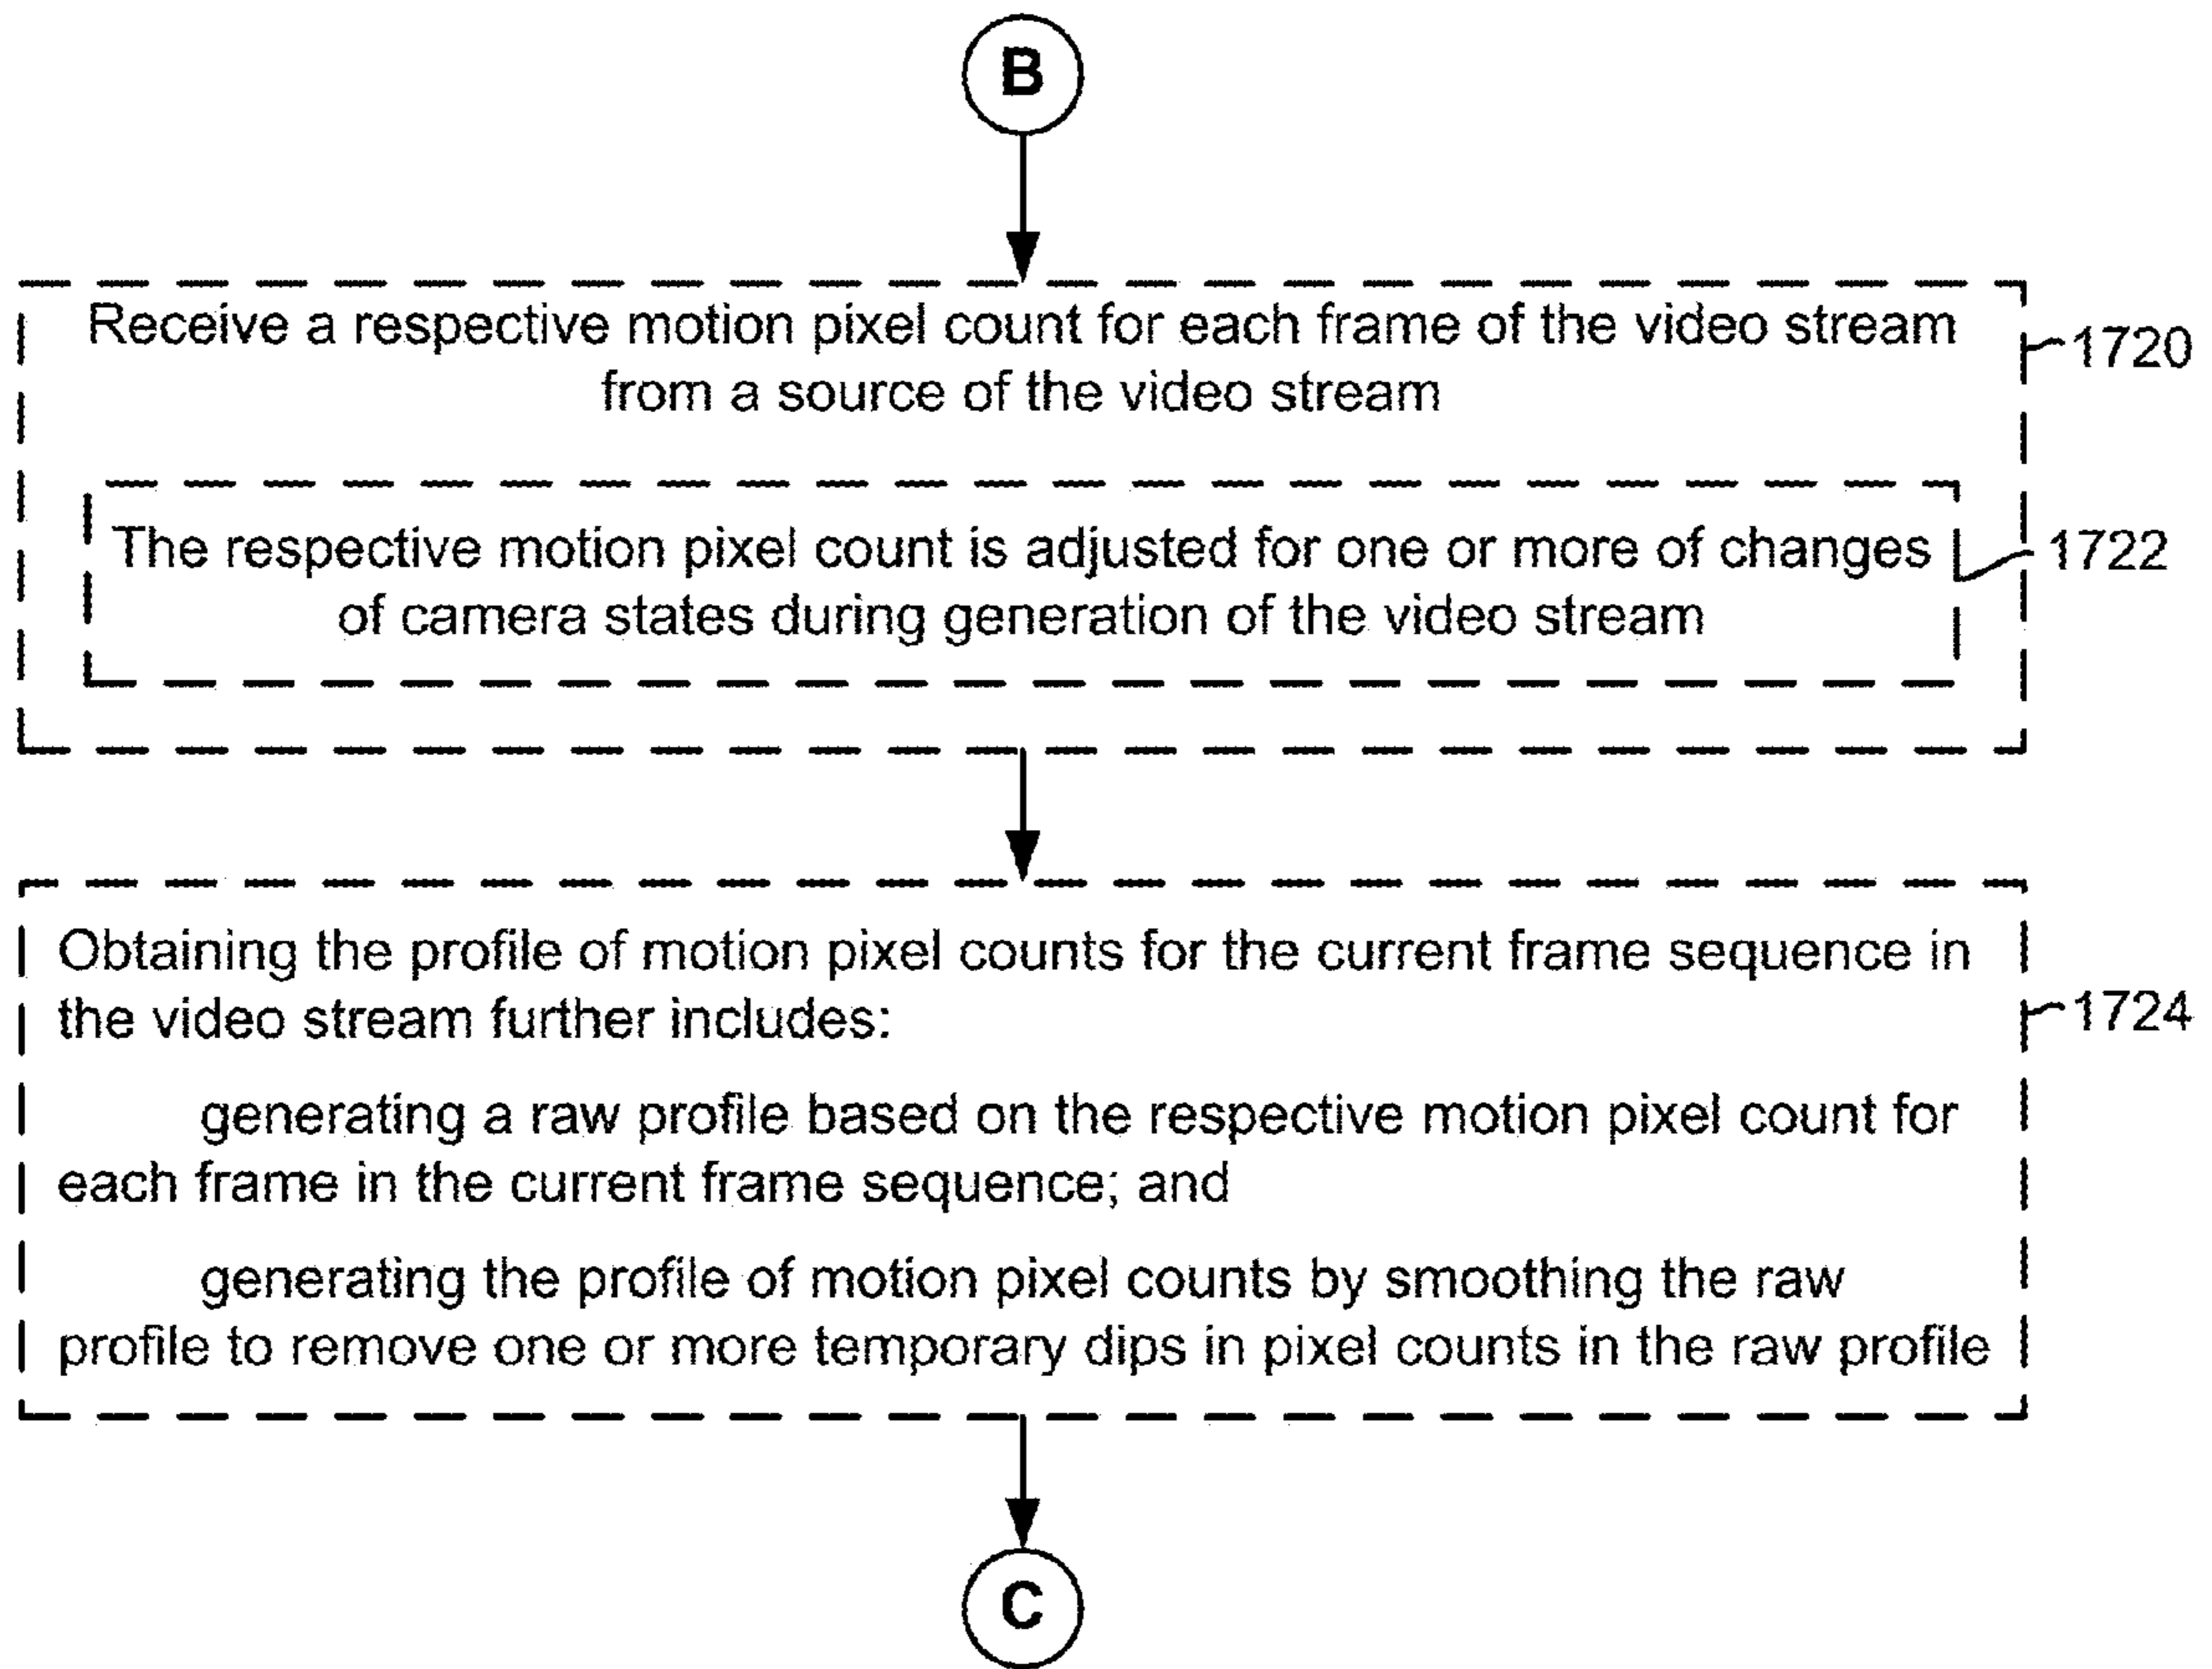 B
Receive a respective motion pixel count for each frame of the video stream
from a source of the video stream
1720
The respective motion pixel count is adjusted for one or more of changes
of camera states during generation of the video stream
1722
Obtaining the profile of motion pixel counts for the current frame sequence in
the video stream further includes:
1724
generating a raw profile based on the respective motion pixel count for
each frame in the current frame sequence; and
generating the profile of motion pixel counts by smoothing the raw
profile to remove one or more temporary dips in pixel counts in the raw profile
C